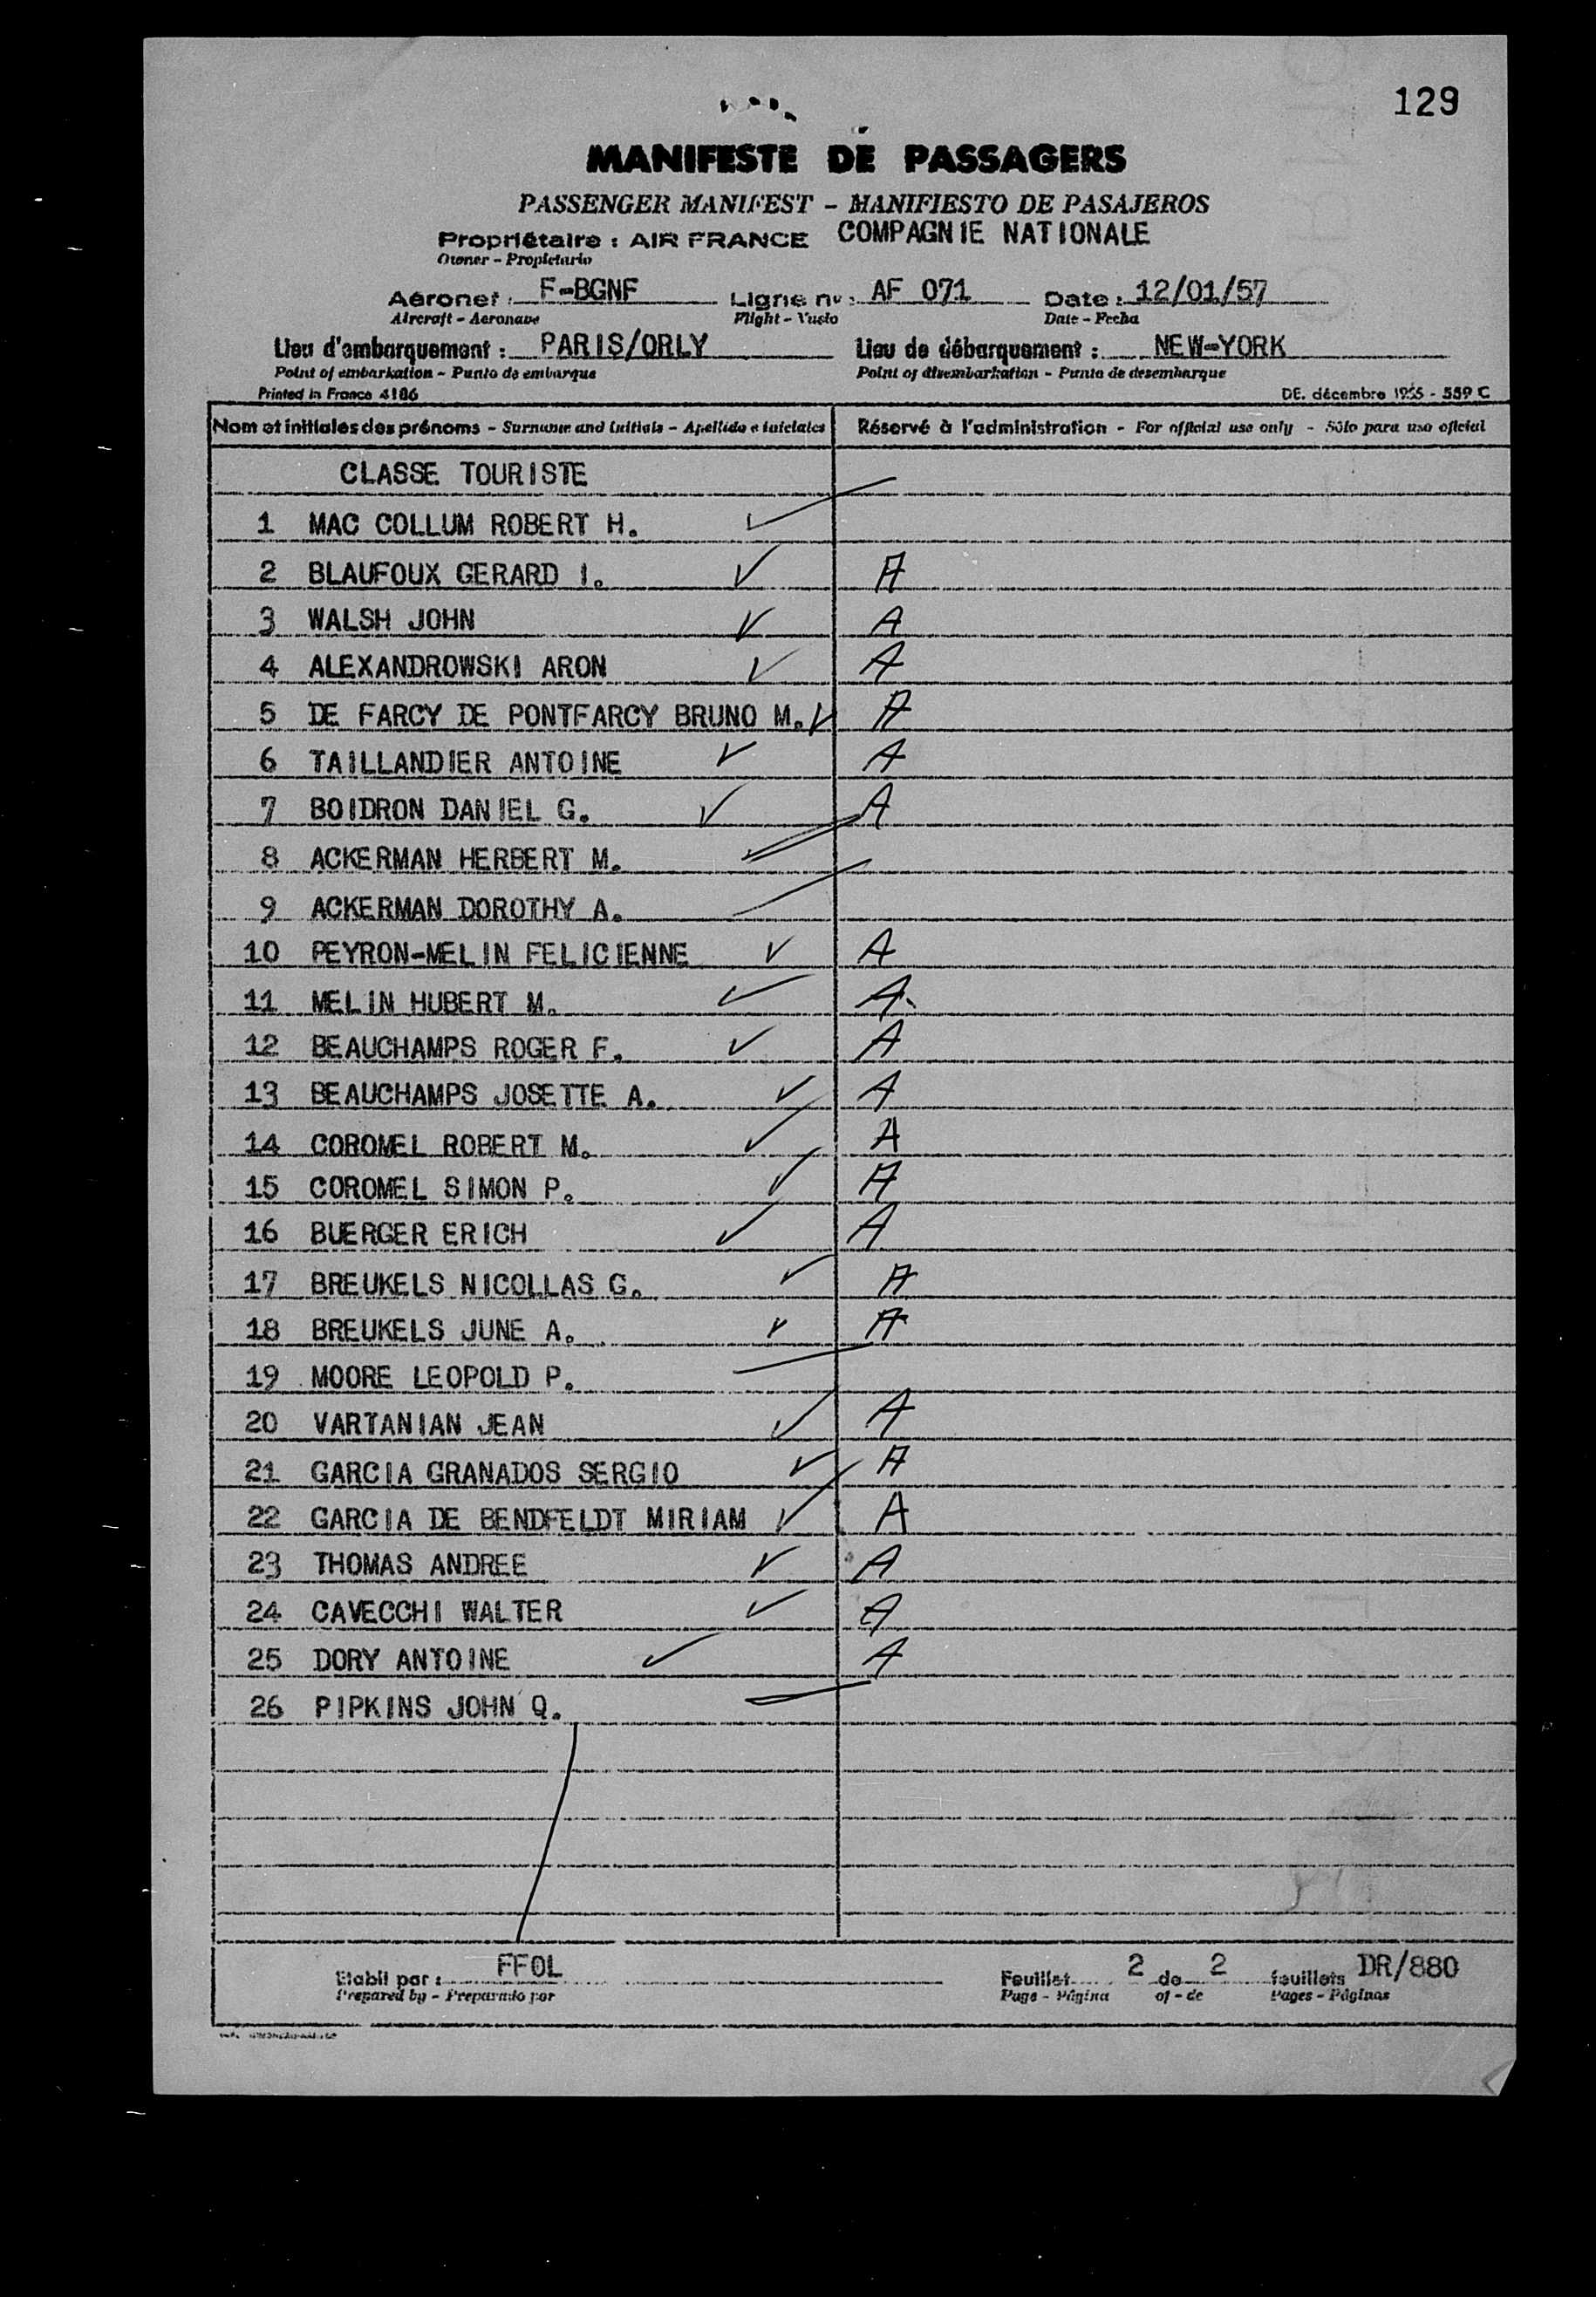 129
MANIFESTE DE PASSAGERS
PASSENGER MANIFEST - MANIFIESTO DE PASAJEROS
Propriétaire : AIR FRANCE COMPAGNIE NATIONALE
Owner - Propietario
Aéronef : F-BGNF Ligne nº : AF 071 Date : 12/01/57
Aircraft - Aeronave Flight - Vuelo Date - Fecha
Lieu d'embarquement : PARIS/ORLY Lieu de débarquement : NEW-YORK
Point of embarkation - Punto de embarque Point of disembarkation - Punto de desembarque
Printed in France 4186 DE. décembre 1955 - 559 C
Nom et initiales des prénoms - Surname and initials - Apellido e iniciales Réservé à l'administration - For official use only - Sólo para uso oficial
CLASSE TOURISTE
1 MAC COLLUM ROBERT H.
2 BLAUFOUX GERARD I. A
3 WALSH JOHN A
4 ALEXANDROWSKI ARON A
5 DE FARCY DE PONTFARCY BRUNO M. A
6 TAILLANDIER ANTOINE A
7 BOIDRON DANIEL G. A
8 ACKERMAN HERBERT M.
9 ACKERMAN DOROTHY A.
10 PEYRON-MELIN FELICIENNE A
11 MELIN HUBERT M. A
12 BEAUCHAMPS ROGER F. A
13 BEAUCHAMPS JOSETTE A. A
14 COROMEL ROBERT M. A
15 COROMEL SIMON P. A
16 BUERGER ERICH A
17 BREUKELS NICOLLAS G. A
18 BREUKELS JUNE A. A
19 MOORE LEOPOLD P.
20 VARTANIAN JEAN A
21 GARCIA GRANADOS SERGIO A
22 GARCIA DE BENDFELDT MIRIAM A
23 THOMAS ANDREE A
24 CAVECCHI WALTER A
25 DORY ANTOINE A
26 PIPKINS JOHN Q.
Etabli par : FFOL Feuillet 2 de 2 feuillets DR/880
Prepared by - Preparado por Page - Página of - de Pages - Páginas